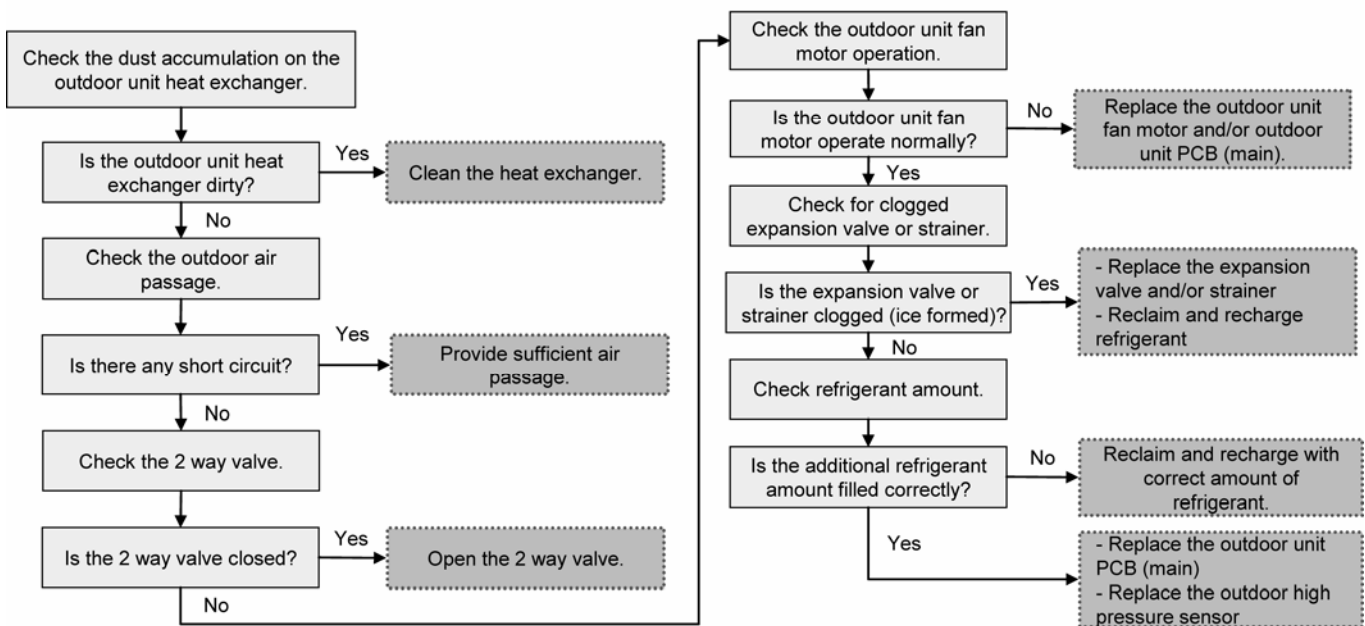 Check the dust accumulation on the
outdoor unit heat exchanger.
Is the outdoor unit heat
exchanger dirty?
Yes
Clean the heat exchanger.
No
Check the outdoor air
passage.
Is there any short circuit?
Yes
Provide sufficient air
passage.
No
Check the 2 way valve.
Is the 2 way valve closed?
Yes
Open the 2 way valve.
No
Check the outdoor unit fan
motor operation.
Is the outdoor unit fan
motor operate normally?
No
Replace the outdoor unit
fan motor and/or outdoor
unit PCB (main).
Yes
Check for clogged
expansion valve or strainer.
Is the expansion valve or
strainer clogged (ice formed)?
Yes
- Replace the expansion
valve and/or strainer
- Reclaim and recharge
refrigerant
No
Check refrigerant amount.
Is the additional refrigerant
amount filled correctly?
No
Reclaim and recharge with
correct amount of
refrigerant.
Yes
- Replace the outdoor unit
PCB (main)
- Replace the outdoor high
pressure sensor